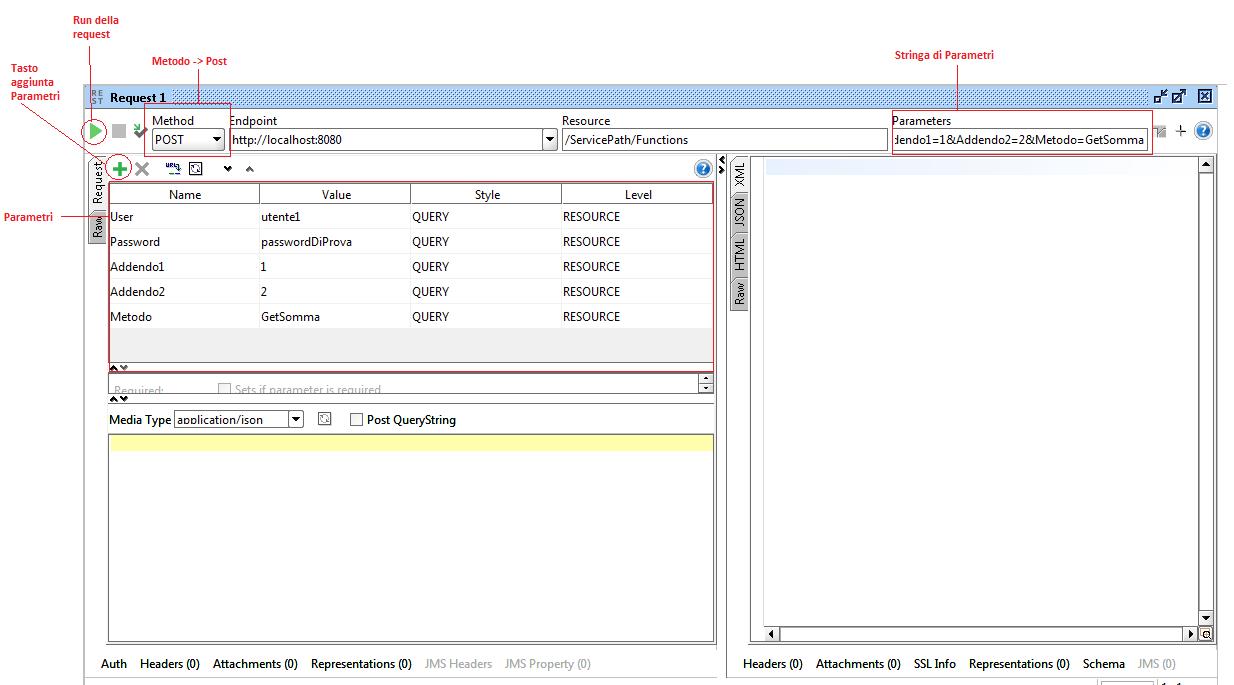 Run della
request
Metodo -> Post
Stringa di Parametri
Tasto
aggiunta
Parametri
RE
ST
Request 1
Method
Endpoint
Resource
Parameters
POST
http://localhost:8080
/ServicePath/Functions
dendo1=1&Addendo2=2&Metodo=GetSomma
Request
Raw
Parametri
Name Value Style Level
User utente1 QUERY RESOURCE
Password passwordDiProva QUERY RESOURCE
Addendo1 1 QUERY RESOURCE
Addendo2 2 QUERY RESOURCE
Metodo GetSomma QUERY RESOURCE
Required: Sets if parameter is required
Media Type application/json Post QueryString
XML
JSON
HTML
Raw
Auth Headers (0) Attachments (0) Representations (0) JMS Headers JMS Property (0)
Headers (0) Attachments (0) SSL Info Representations (0) Schema JMS (0)